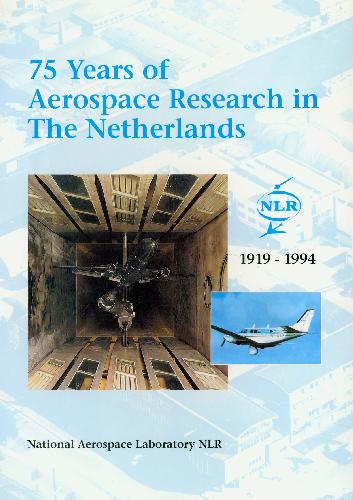 75 Years of
Aerospace Research in
The Netherlands
NLR
1919 - 1994
National Aerospace Laboratory NLR